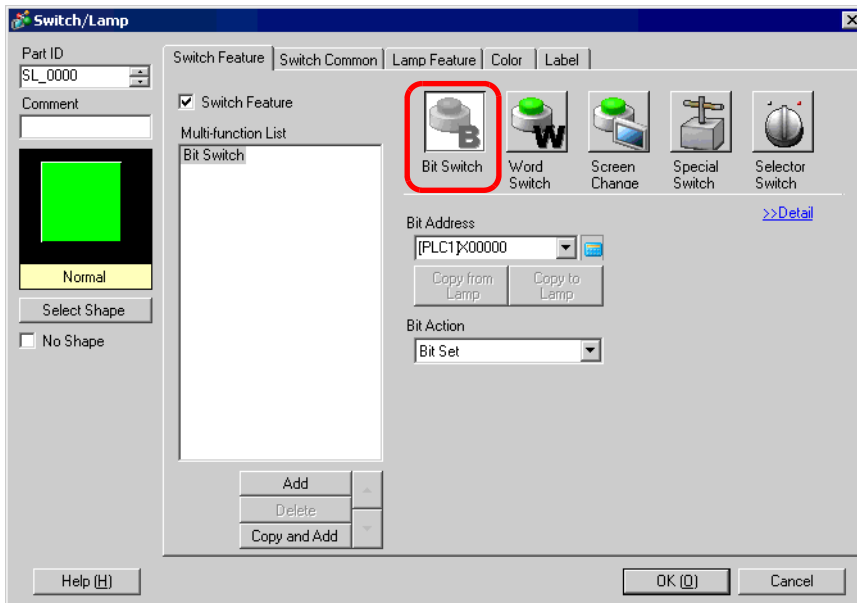 Switch/Lamp
Part ID
SL_0000
Comment
Normal
Select Shape
No Shape
Switch Feature
Switch Common
Lamp Feature
Color
Label
Switch Feature
Multi-function List
Bit Switch
Add
Delete
Copy and Add
B
Bit Switch
W
Word
Switch
Screen
Change
Special
Switch
Selector
Switch
>>Detail
Bit Address
[PLC1]X00000
Copy from
Lamp
Copy to
Lamp
Bit Action
Bit Set
Help (H)
OK (O)
Cancel